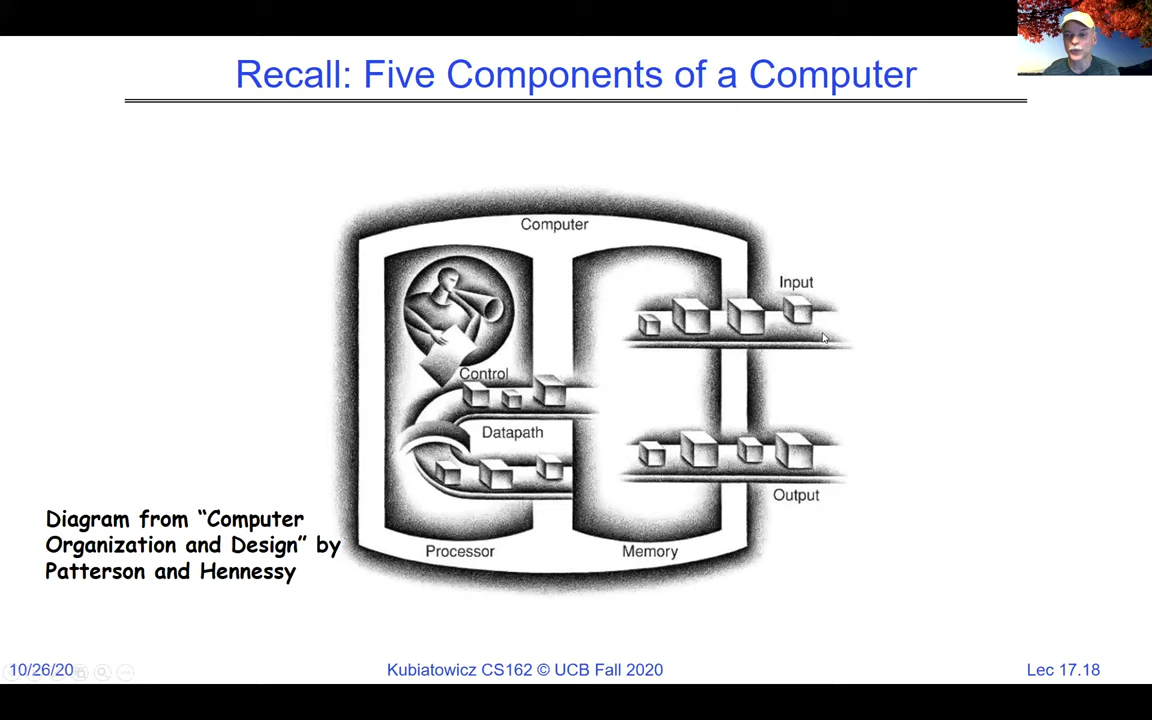 Recall: Five Components of a Computer
Computer
Input
Control
Datapath
Output
Processor
Memory
Diagram from “Computer
Organization and Design” by
Patterson and Hennessy
10/26/20
Kubiatowicz CS162 © UCB Fall 2020
Lec 17.18